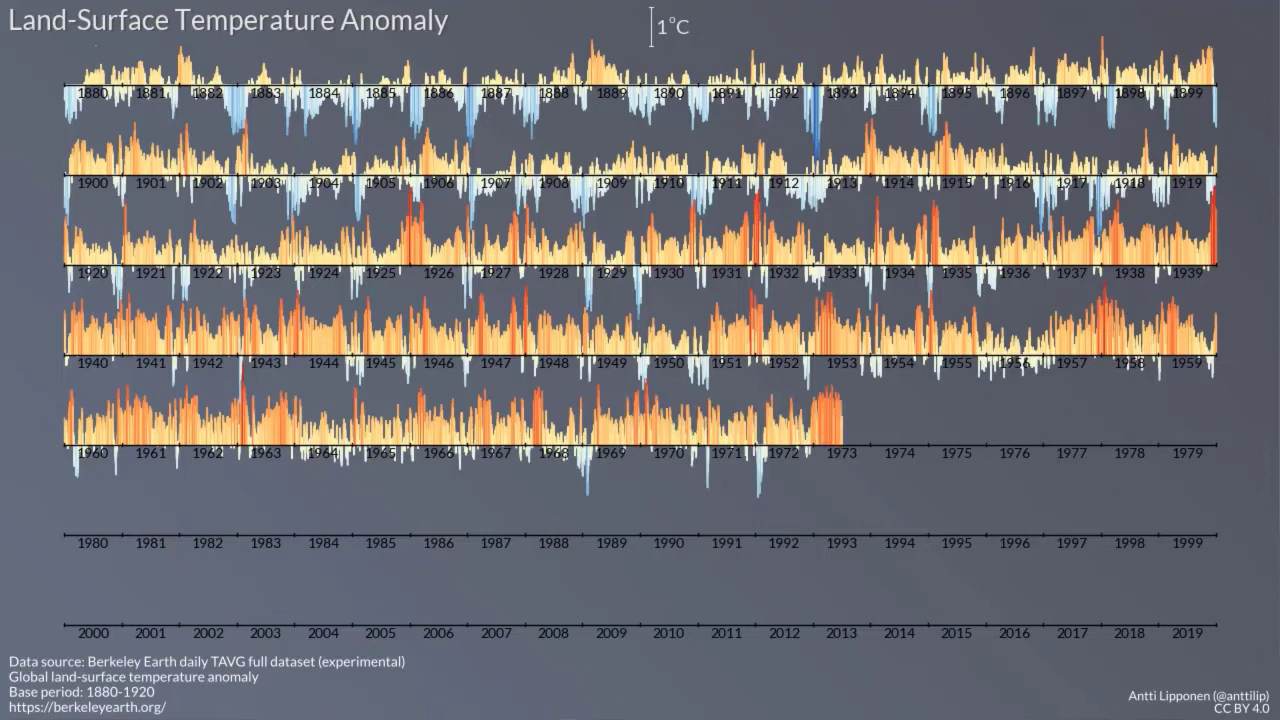 Land-Surface Temperature Anomaly
1°C
1880 1881 1882 1883 1884 1885 1886 1887 1888 1889 1890 1891 1892 1893 1894 1895 1896 1897 1898 1899
1900 1901 1902 1903 1904 1905 1906 1907 1908 1909 1910 1911 1912 1913 1914 1915 1916 1917 1918 1919
1920 1921 1922 1923 1924 1925 1926 1927 1928 1929 1930 1931 1932 1933 1934 1935 1936 1937 1938 1939
1940 1941 1942 1943 1944 1945 1946 1947 1948 1949 1950 1951 1952 1953 1954 1955 1956 1957 1958 1959
1960 1961 1962 1963 1964 1965 1966 1967 1968 1969 1970 1971 1972 1973 1974 1975 1976 1977 1978 1979
1980 1981 1982 1983 1984 1985 1986 1987 1988 1989 1990 1991 1992 1993 1994 1995 1996 1997 1998 1999
2000 2001 2002 2003 2004 2005 2006 2007 2008 2009 2010 2011 2012 2013 2014 2015 2016 2017 2018 2019
Data source: Berkeley Earth daily TAVG full dataset (experimental)
Global land-surface temperature anomaly
Base period: 1880-1920
https://berkeleyearth.org/
Antti Lipponen (@anttilip)
CC BY 4.0